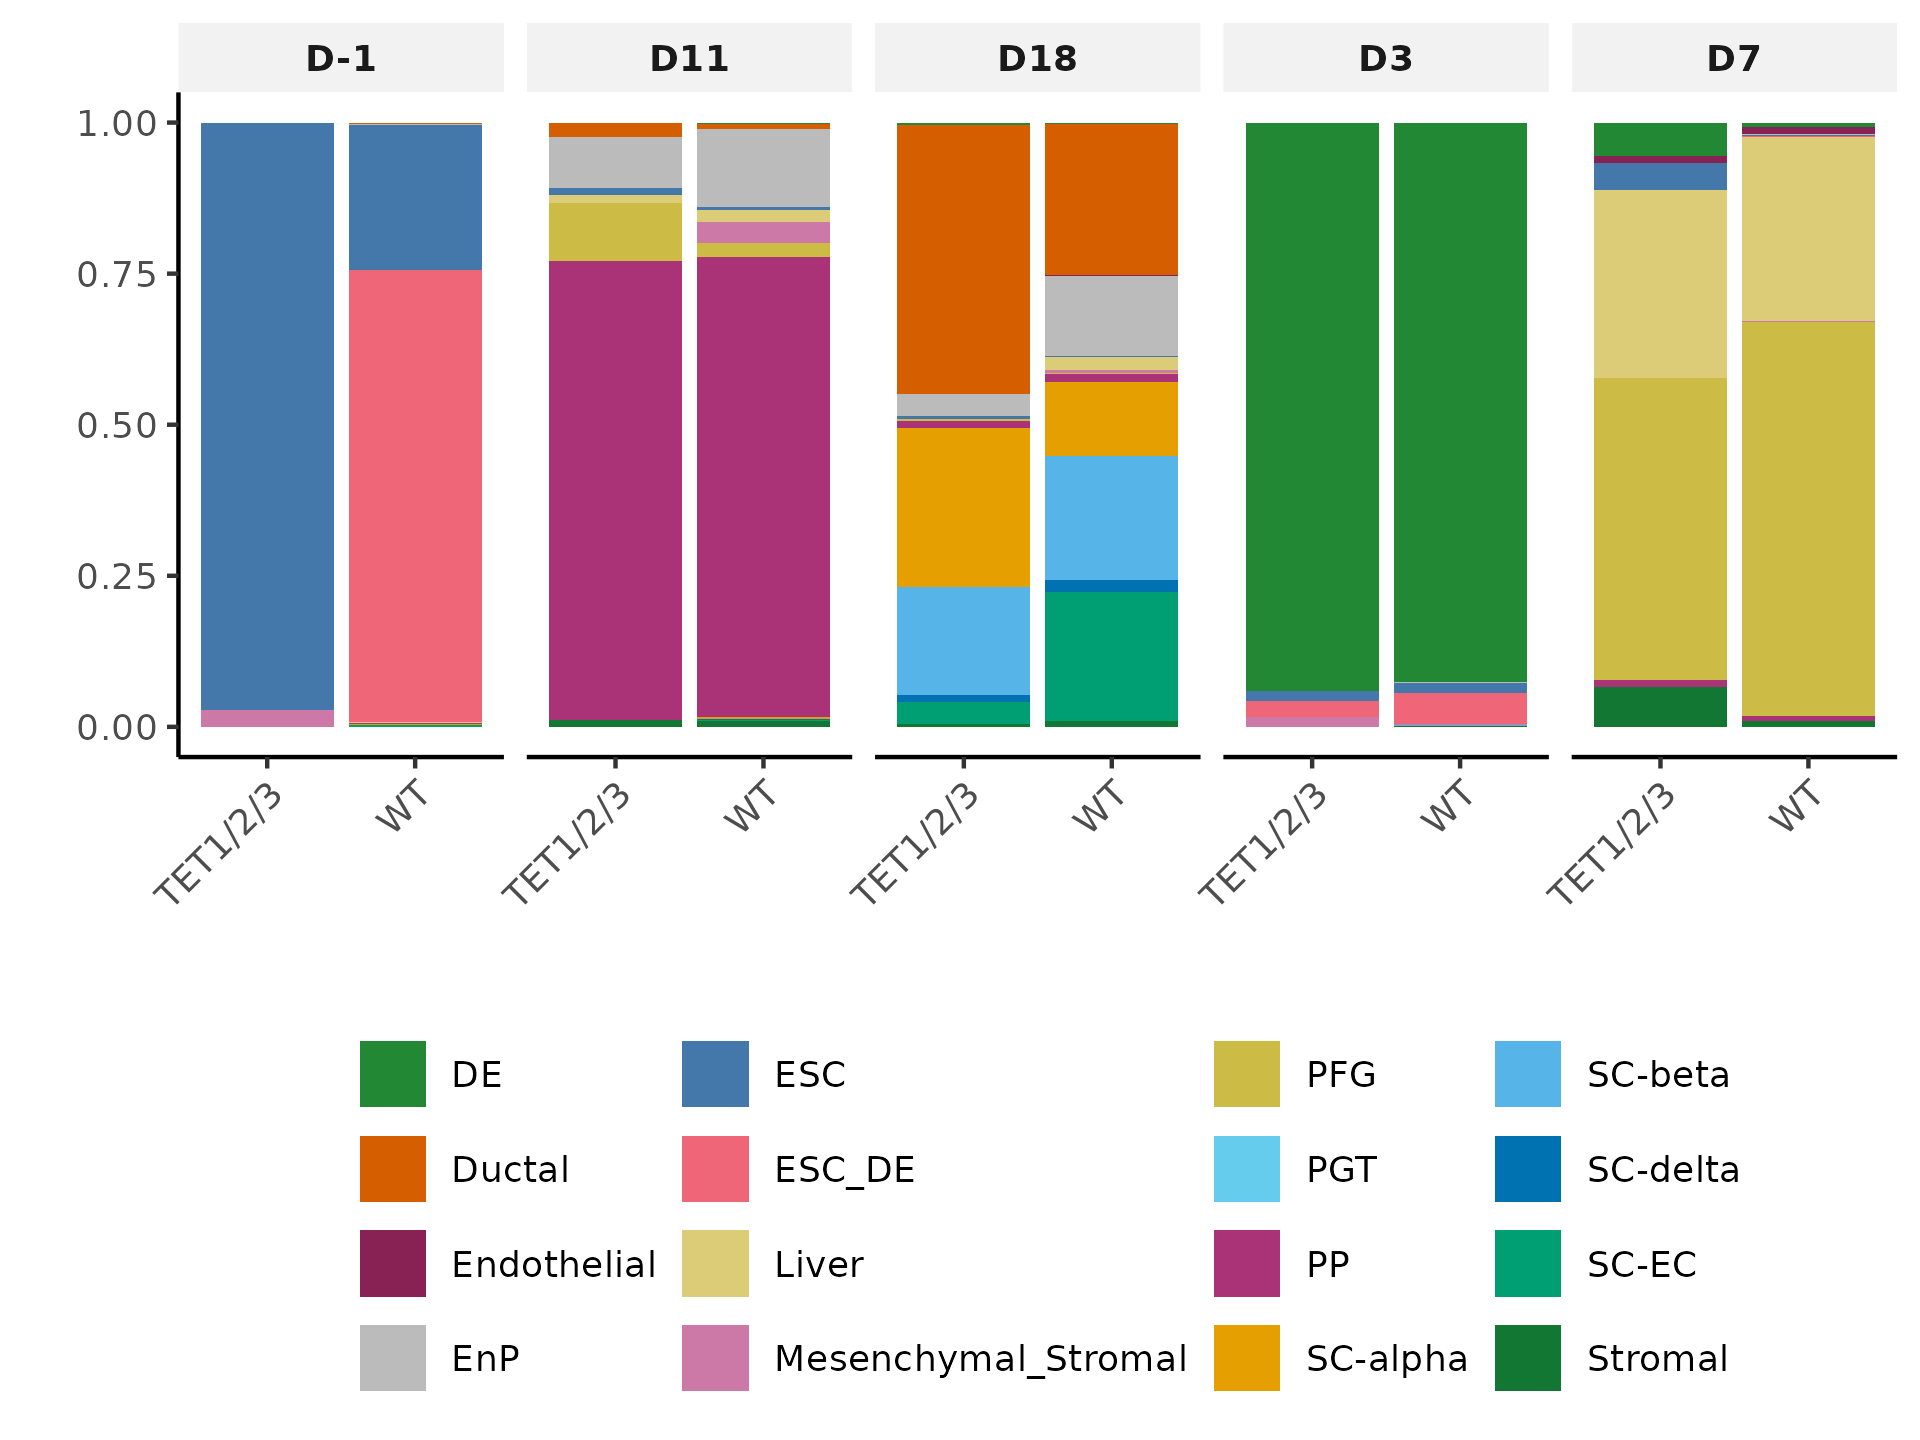 D-1 D11 D18 D3 D7
1.00
0.75
0.50
0.25
0.00
TET1/2/3 WT TET1/2/3 WT TET1/2/3 WT TET1/2/3 WT TET1/2/3 WT
DE ESC PFG SC-beta
Ductal ESC_DE PGT SC-delta
Endothelial Liver PP SC-EC
EnP Mesenchymal_Stromal SC-alpha Stromal